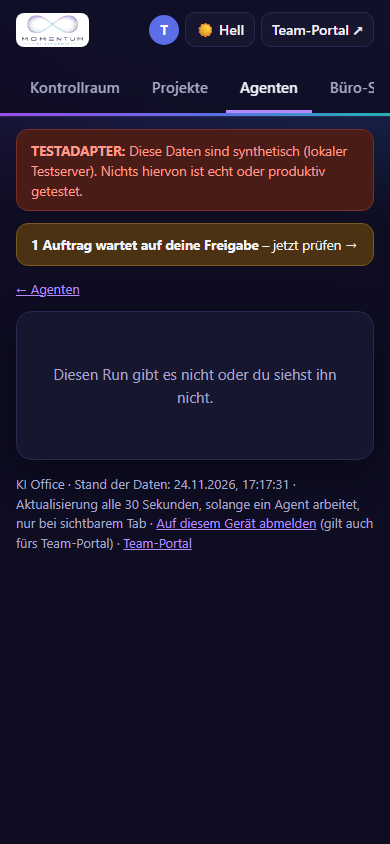 MOMENTUM
T
Hell
Team-Portal ↗
Kontrollraum
Projekte
Agenten
Büro-S
TESTADAPTER: Diese Daten sind synthetisch (lokaler
Testserver). Nichts hiervon ist echt oder produktiv
getestet.
1 Auftrag wartet auf deine Freigabe – jetzt prüfen →
← Agenten
Diesen Run gibt es nicht oder du siehst ihn
nicht.
KI Office · Stand der Daten: 24.11.2026, 17:17:31 ·
Aktualisierung alle 30 Sekunden, solange ein Agent arbeitet,
nur bei sichtbarem Tab · Auf diesem Gerät abmelden (gilt auch
fürs Team-Portal) · Team-Portal